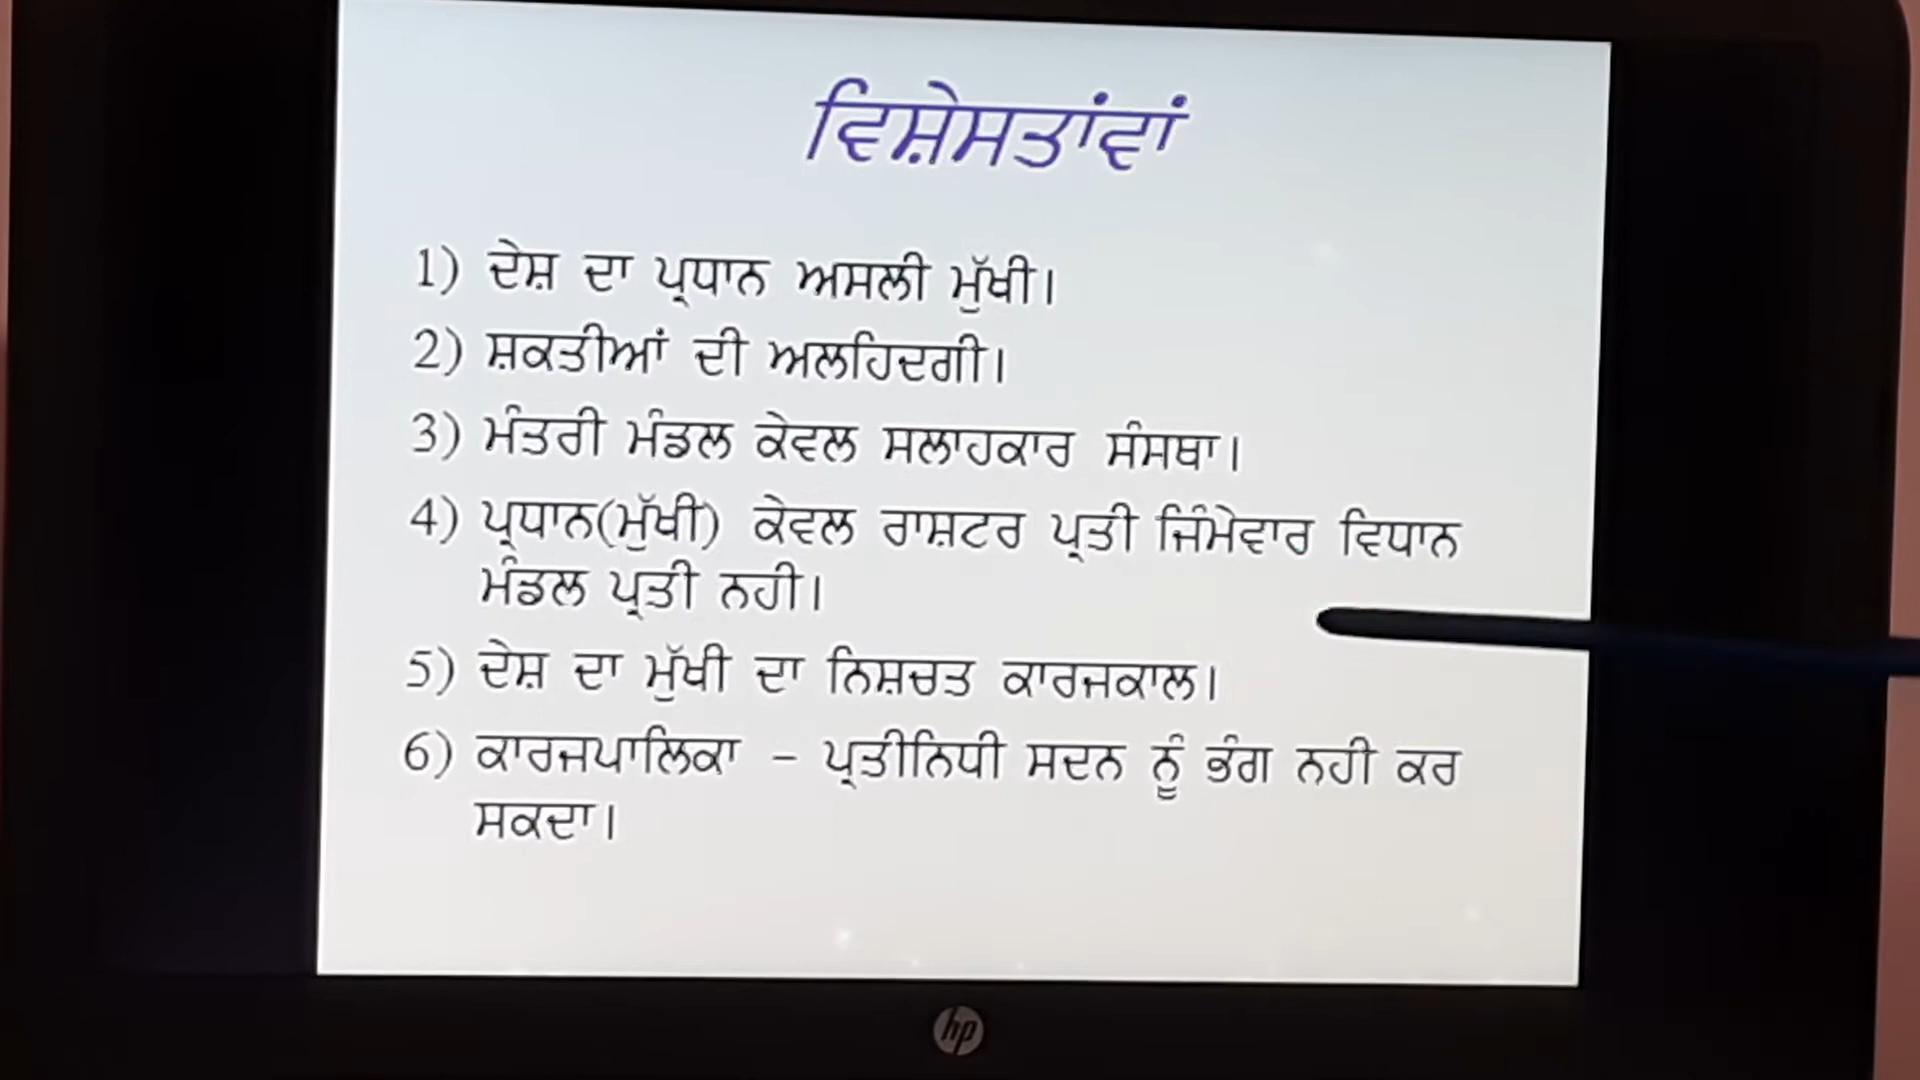 ਵਿਸ਼ੇਸਤਾਂਵਾਂ
1) ਦੇਸ਼ ਦਾ ਪ੍ਰਧਾਨ ਅਸਲੀ ਮੁੱਖੀ।
2) ਸ਼ਕਤੀਆਂ ਦੀ ਅਲਹਿਦਗੀ।
3) ਮੰਤਰੀ ਮੰਡਲ ਕੇਵਲ ਸਲਾਹਕਾਰ ਸੰਸਥਾ।
4) ਪ੍ਰਧਾਨ(ਮੁੱਖੀ) ਕੇਵਲ ਰਾਸ਼ਟਰ ਪ੍ਰਤੀ ਜਿੰਮੇਵਾਰ ਵਿਧਾਨ
ਮੰਡਲ ਪ੍ਰਤੀ ਨਹੀ।
5) ਦੇਸ਼ ਦਾ ਮੁੱਖੀ ਦਾ ਨਿਸ਼ਚਤ ਕਾਰਜਕਾਲ।
6) ਕਾਰਜਪਾਲਿਕਾ – ਪ੍ਰਤੀਨਿਧੀ ਸਦਨ ਨੂੰ ਭੰਗ ਨਹੀ ਕਰ
ਸਕਦਾ।
hp